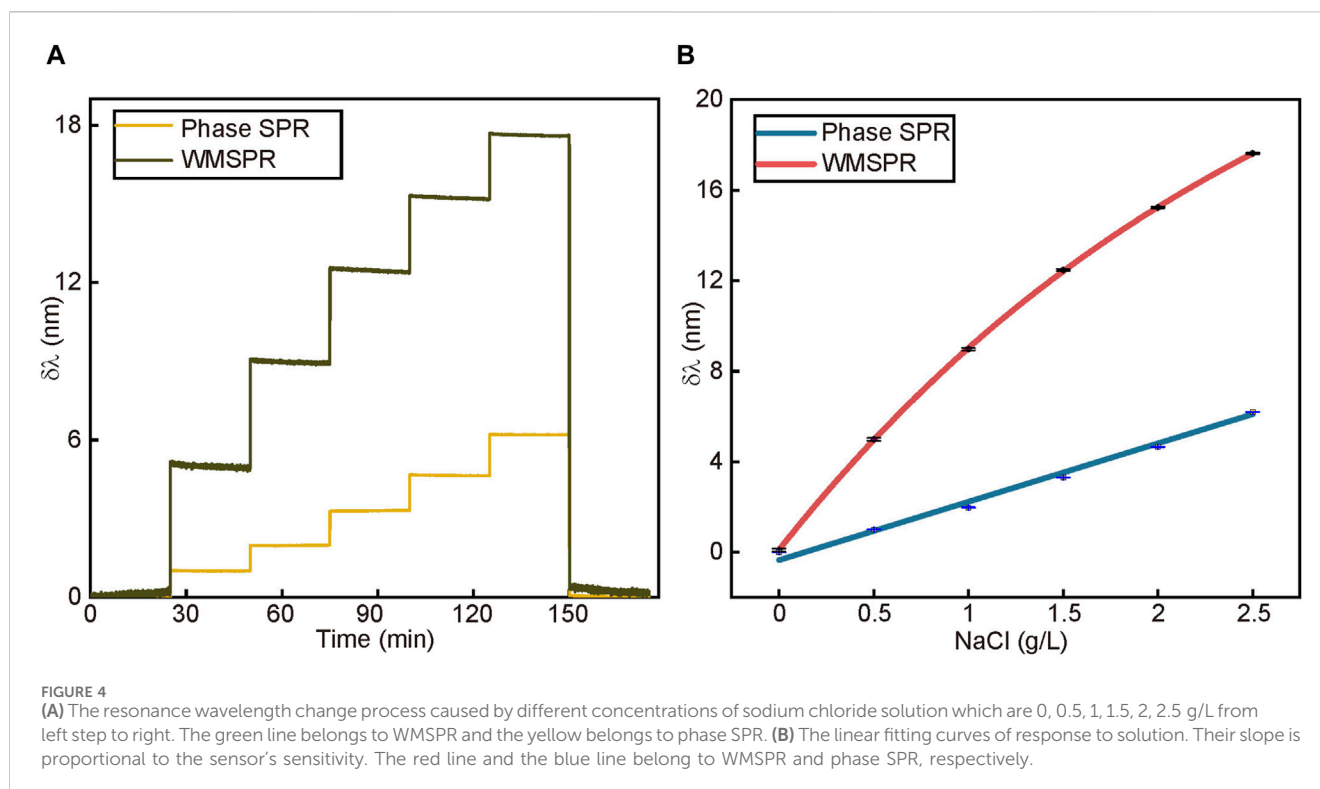 A
Phase SPR
WMSPR
18
12
6
0
δλ (nm)
0 30 60 90 120 150
Time (min)
B
Phase SPR
WMSPR
20
16
12
8
4
0
δλ (nm)
0 0.5 1 1.5 2 2.5
NaCl (g/L)
FIGURE 4
(A) The resonance wavelength change process caused by different concentrations of sodium chloride solution which are 0, 0.5, 1, 1.5, 2, 2.5 g/L from
left step to right. The green line belongs to WMSPR and the yellow belongs to phase SPR. (B) The linear fitting curves of response to solution. Their slope is
proportional to the sensor's sensitivity. The red line and the blue line belong to WMSPR and phase SPR, respectively.